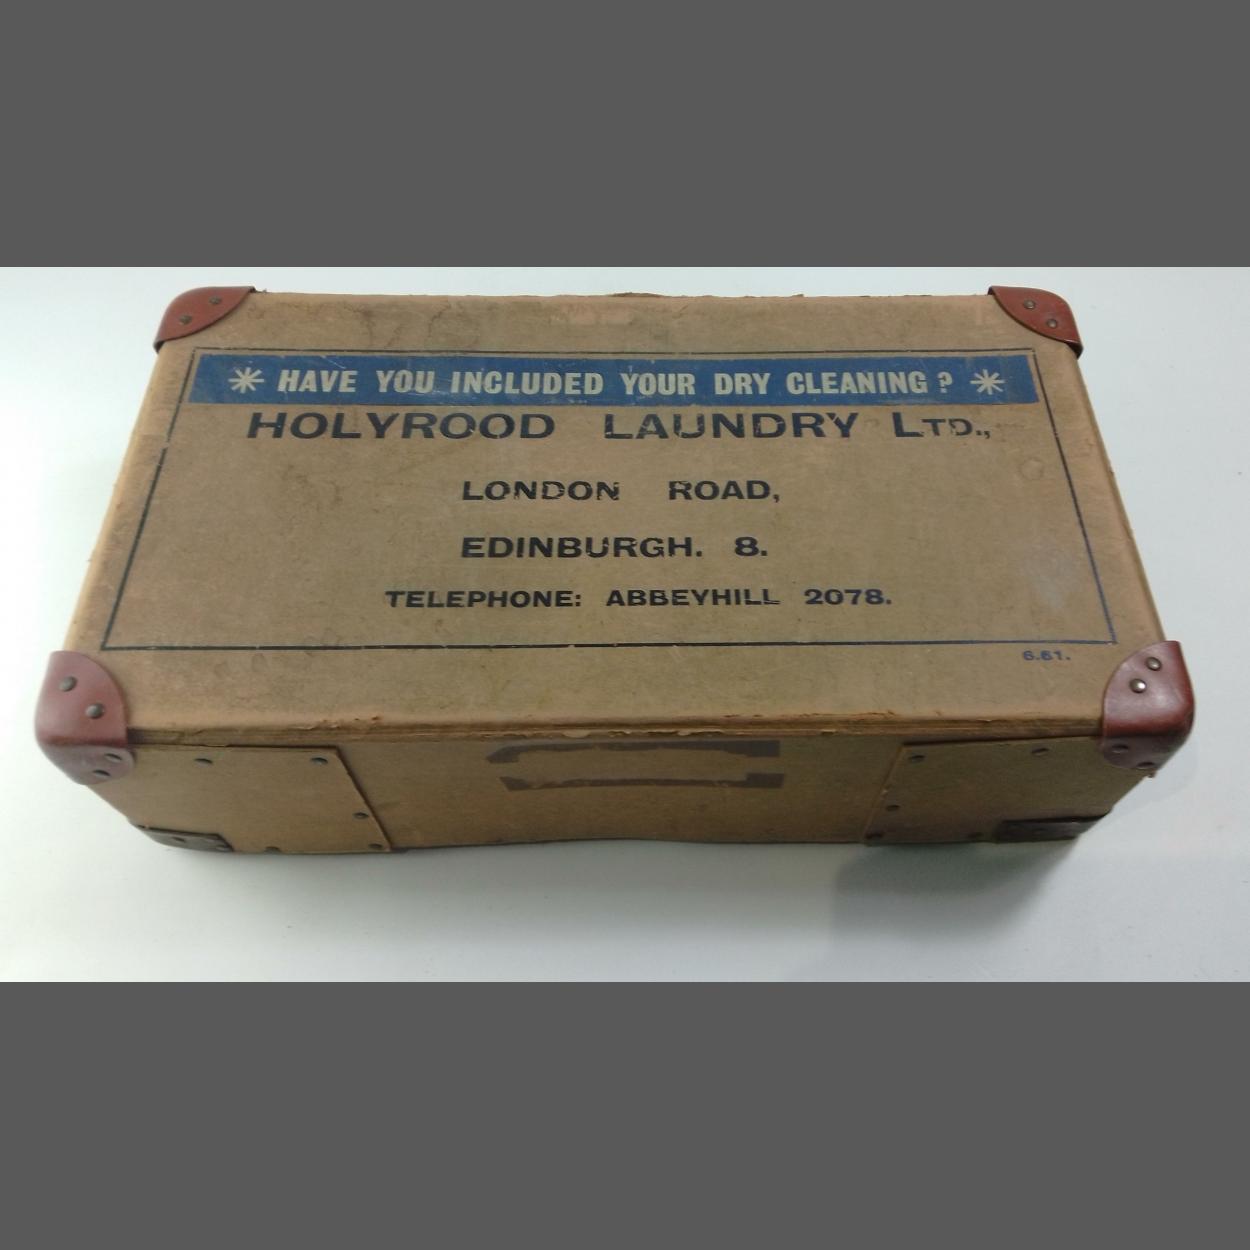 * HAVE YOU INCLUDED YOUR DRY CLEANING ? *
HOLYROOD LAUNDRY LTD.,
LONDON ROAD,
EDINBURGH. 8.
TELEPHONE: ABBEYHILL 2078.
6.61.